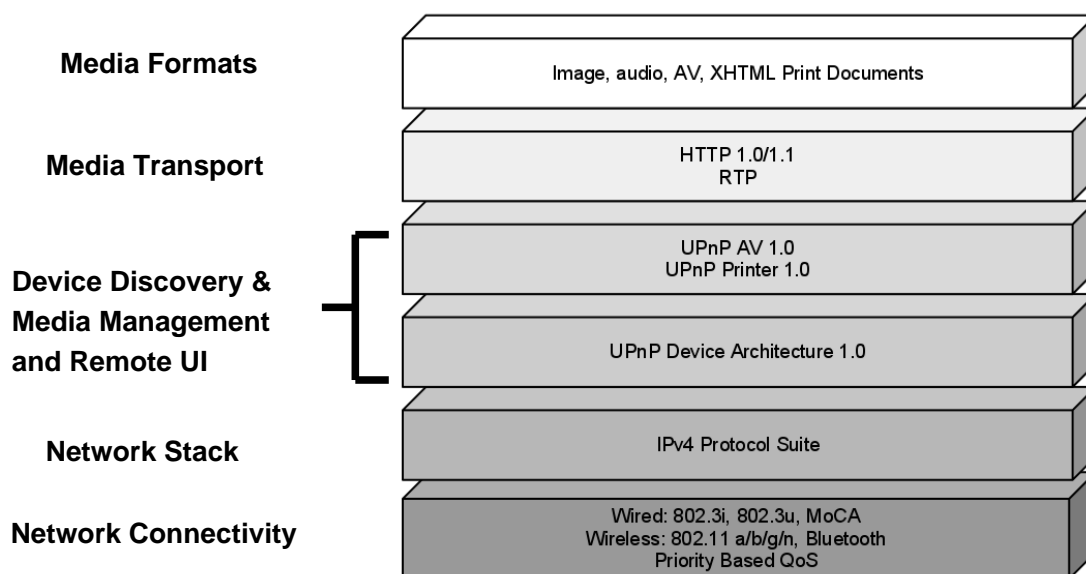 Media Formats
Image, audio, AV, XHTML Print Documents
Media Transport
HTTP 1.0/1.1
RTP
Device Discovery &
Media Management
and Remote UI
UPnP AV 1.0
UPnP Printer 1.0
UPnP Device Architecture 1.0
Network Stack
IPv4 Protocol Suite
Network Connectivity
Wired: 802.3i, 802.3u, MoCA
Wireless: 802.11 a/b/g/n, Bluetooth
Priority Based QoS